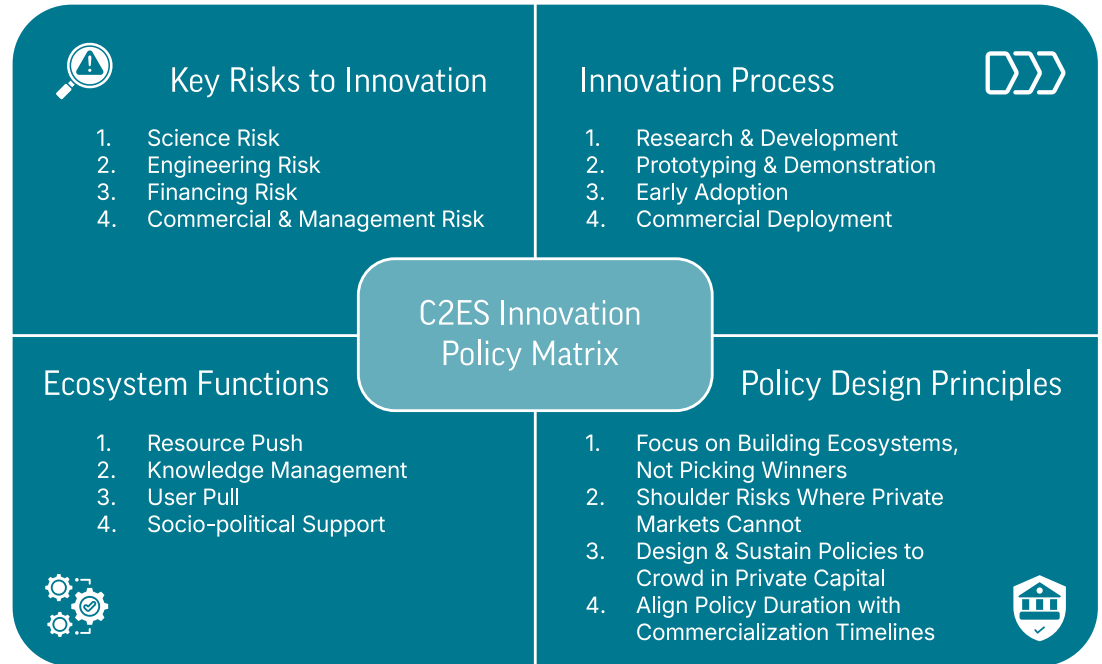 Key Risks to Innovation
1. Science Risk
2. Engineering Risk
3. Financing Risk
4. Commercial & Management Risk
Innovation Process
1. Research & Development
2. Prototyping & Demonstration
3. Early Adoption
4. Commercial Deployment
C2ES Innovation
Policy Matrix
Ecosystem Functions
1. Resource Push
2. Knowledge Management
3. User Pull
4. Socio-political Support
Policy Design Principles
1. Focus on Building Ecosystems,
Not Picking Winners
2. Shoulder Risks Where Private
Markets Cannot
3. Design & Sustain Policies to
Crowd in Private Capital
4. Align Policy Duration with
Commercialization Timelines